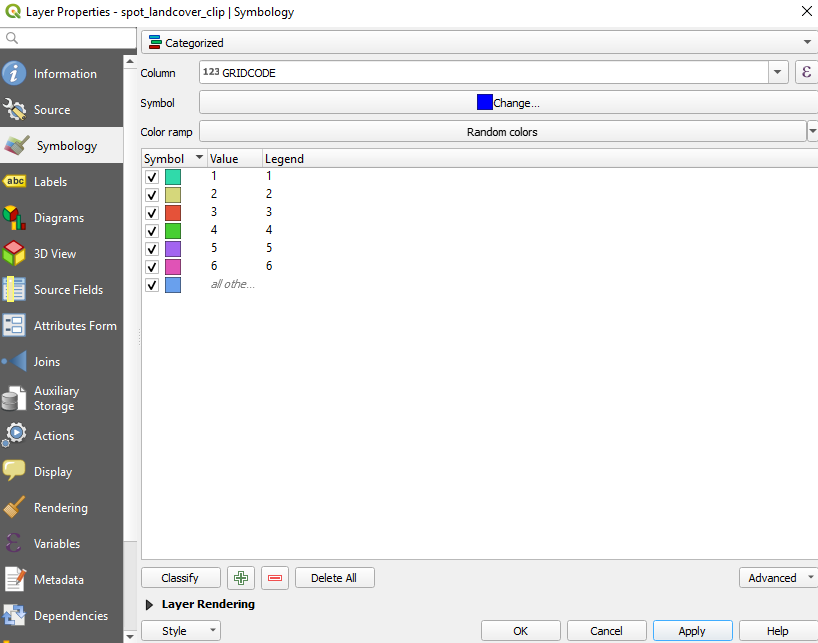 Layer Properties - spot_landcover_clip | Symbology
Information
Source
Symbology
abc Labels
Diagrams
3D View
Source Fields
Attributes Form
Joins
Auxiliary
Storage
Actions
Display
Rendering
Variables
Metadata
Dependencies
Categorized
Column 123 GRIDCODE ε
Symbol Change...
Color ramp Random colors
Symbol Value Legend
1 1
2 2
3 3
4 4
5 5
6 6
all othe...
Classify Delete All Advanced
Layer Rendering
Style OK Cancel Apply Help